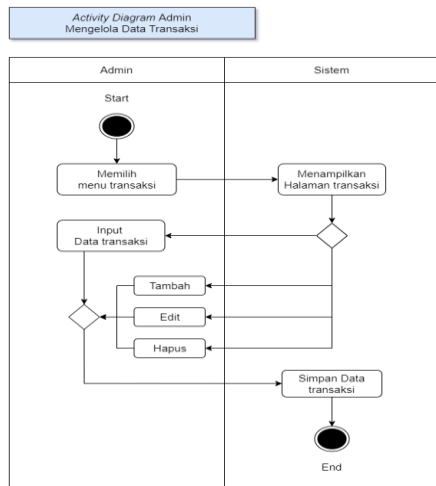 Activity Diagram Admin
Mengelola Data Transaksi
Admin
Sistem
Start
Memilih
menu transaksi
Menampilkan
Halaman transaksi
Input
Data transaksi
Tambah
Edit
Hapus
Simpan Data
transaksi
End